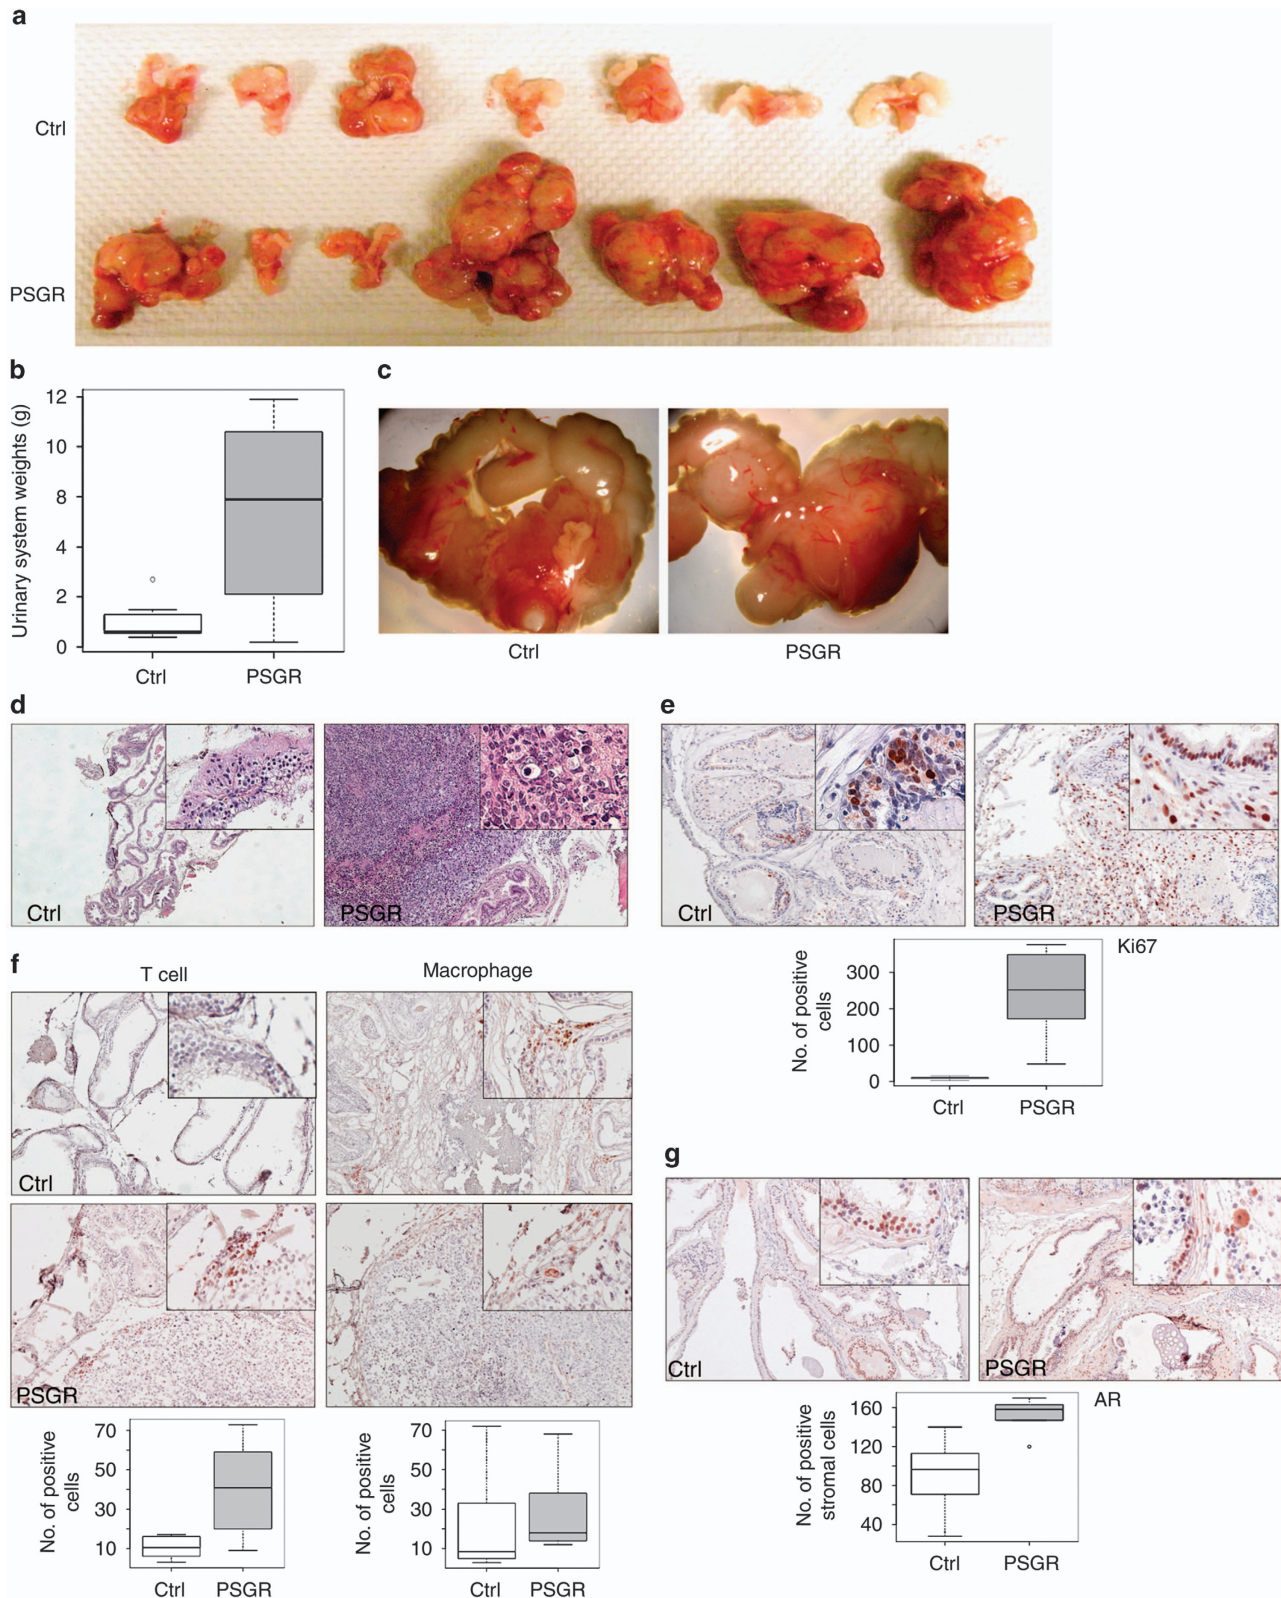 a
Ctrl
PSGR
b
Urinary system weights (g)
12
10
8
4
2
0
Ctrl
PSGR
c
Ctrl
PSGR
d
Ctrl
PSGR
e
Ctrl
PSGR
Ki67
No. of positive
cells
300
200
100
0
Ctrl
PSGR
f
T cell
Macrophage
Ctrl
PSGR
No. of positive
cells
70
50
30
10
Ctrl
PSGR
No. of positive
cells
70
50
30
10
Ctrl
PSGR
g
Ctrl
PSGR
AR
No. of positive
stromal cells
160
120
80
40
Ctrl
PSGR